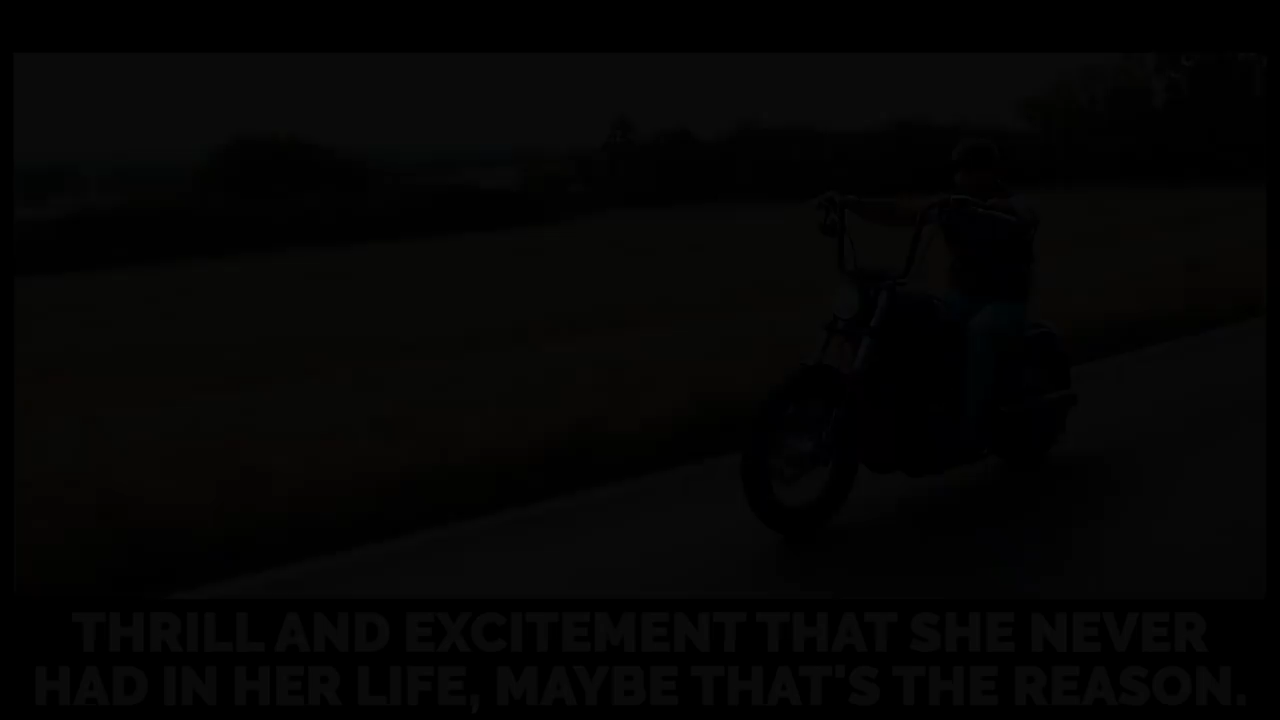 THRILL AND EXCITEMENT THAT SHE NEVER
HAD IN HER LIFE, MAYBE THAT'S THE REASON.